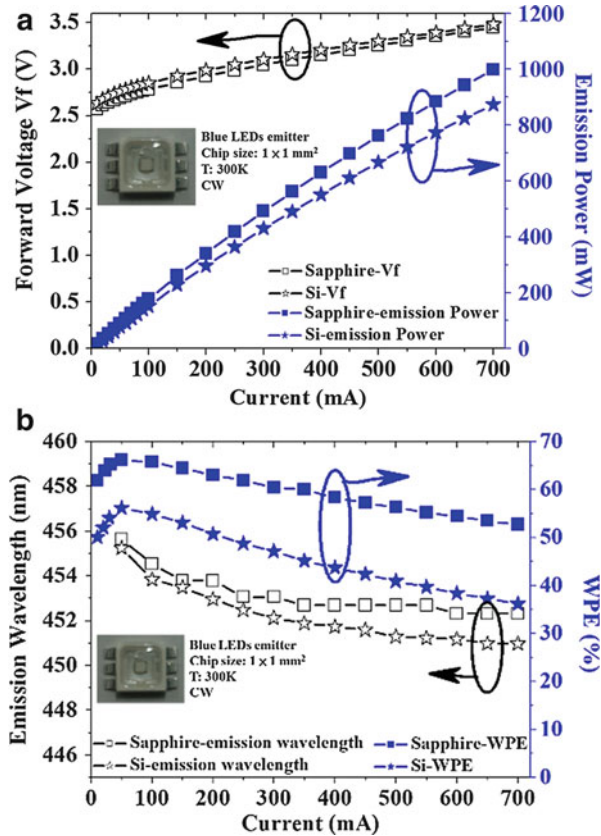 a
Forward Voltage Vf (V)
3.5
3.0
2.5
2.0
1.5
1.0
0.5
0.0
Blue LEDs emitter
Chip size: 1 x 1 mm²
T: 300K
CW
Sapphire-Vf
Si-Vf
Sapphire-emission Power
Si-emission Power
1200
1000
800
600
400
200
0
Emission Power (mW)
0 100 200 300 400 500 600 700
Current (mA)
b
Emission Wavelength (nm)
460
458
456
454
452
450
448
446
Blue LEDs emitter
Chip size: 1 x 1 mm²
T: 300K
CW
Sapphire-emission wavelength
Si-emission wavelength
Sapphire-WPE
Si-WPE
70
60
50
40
30
20
10
0
WPE (%)
0 100 200 300 400 500 600 700
Current (mA)